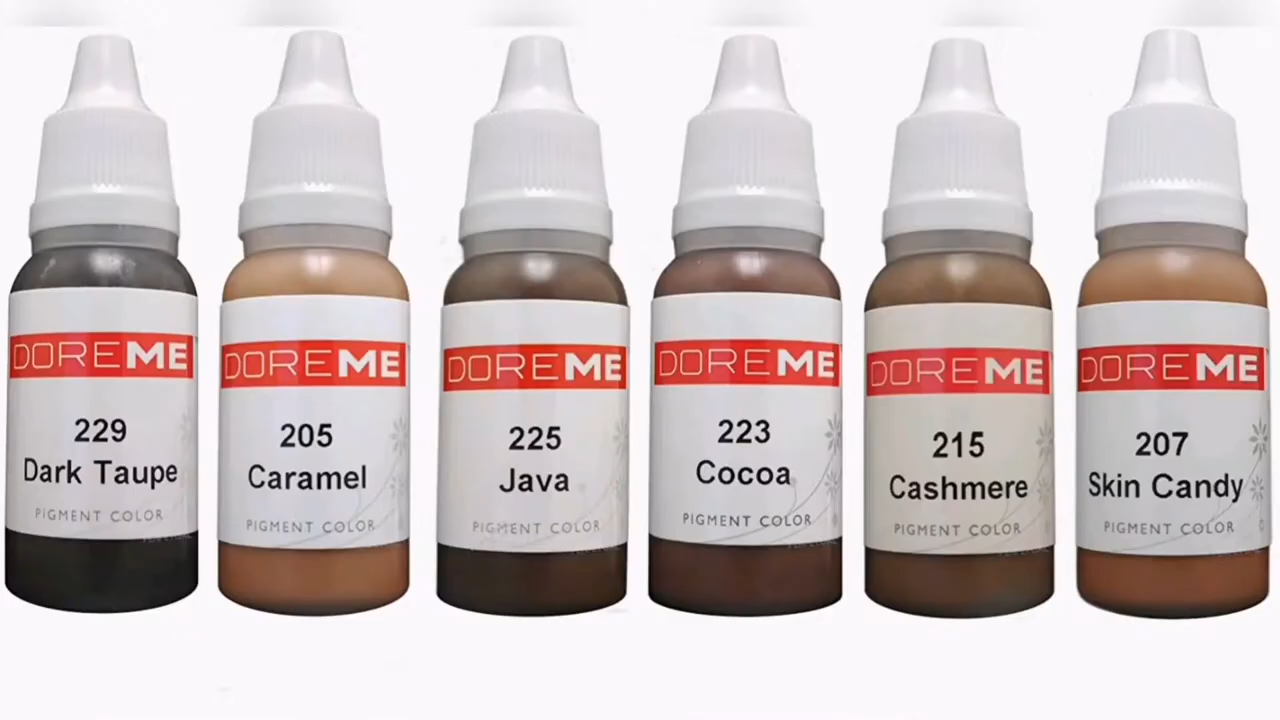 DOREME
229
Dark Taupe
PIGMENT COLOR
DOREME
205
Caramel
PIGMENT COLOR
DOREME
225
Java
PIGMENT COLOR
DOREME
223
Cocoa
PIGMENT COLOR
DOREME
215
Cashmere
PIGMENT COLOR
DOREME
207
Skin Candy
PIGMENT COLOR